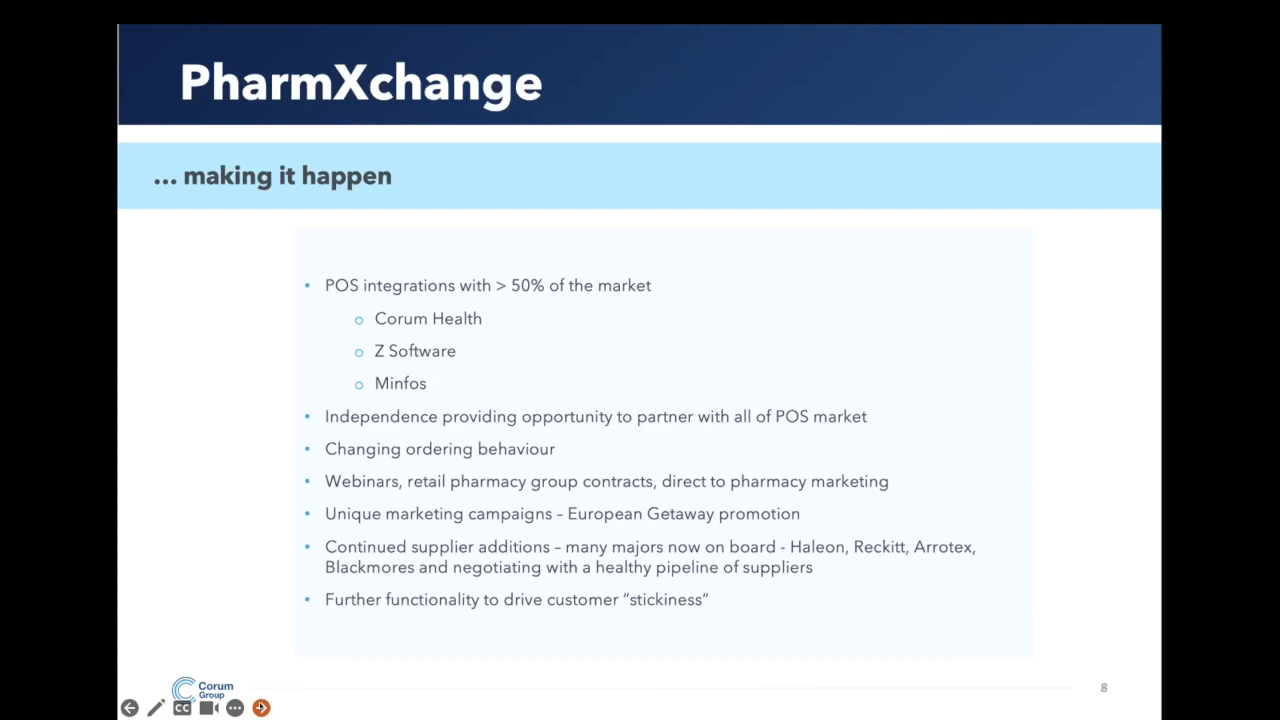 PharmXchange
... making it happen
• POS integrations with > 50% of the market
o Corum Health
o Z Software
o Minfos
• Independence providing opportunity to partner with all of POS market
• Changing ordering behaviour
• Webinars, retail pharmacy group contracts, direct to pharmacy marketing
• Unique marketing campaigns – European Getaway promotion
• Continued supplier additions – many majors now on board - Haleon, Reckitt, Arrotex,
Blackmores and negotiating with a healthy pipeline of suppliers
• Further functionality to drive customer “stickiness”
Corum
Group
8
CC